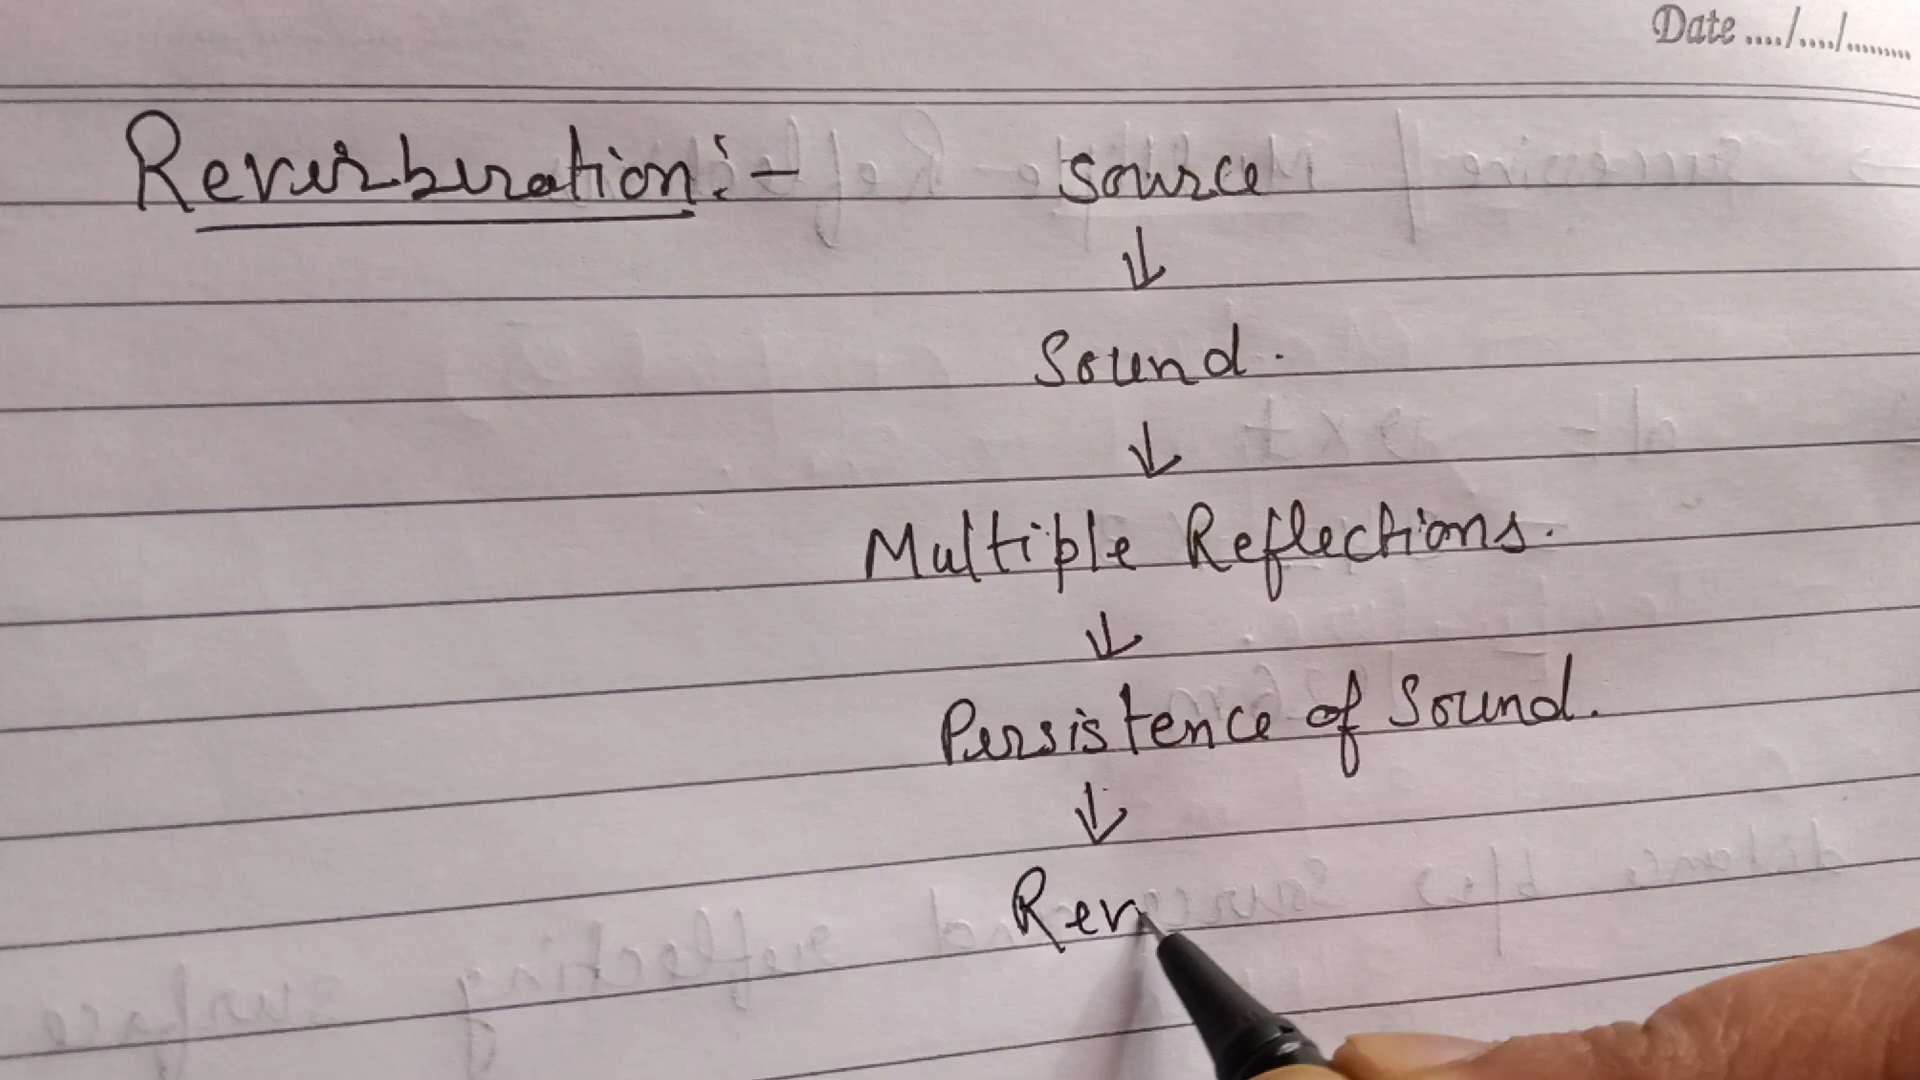 Date ..../..../.........
Reverberation:- Source
↓
Sound.
↓
Multiple Reflections.
↓
Persistence of Sound.
↓
Rev